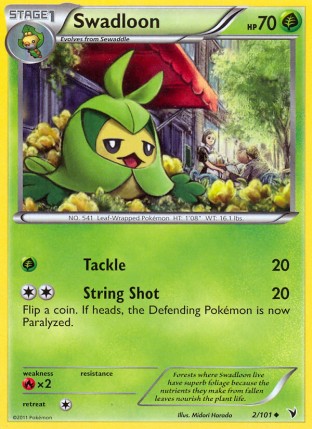 STAGE1
Swadloon
HP70
Evolves from Sewaddle
NO. 541 Leaf-Wrapped Pokémon HT. 1'08" WT. 16.1 lbs.
Tackle 20
String Shot 20
Flip a coin. If heads, the Defending Pokémon is now
Paralyzed.
weakness
resistance
×2
retreat
Forests where Swadloon live
have superb foliage because the
nutrients they make from fallen
leaves nourish the plant life.
©2011 Pokémon
Illus. Midori Harada
2/101